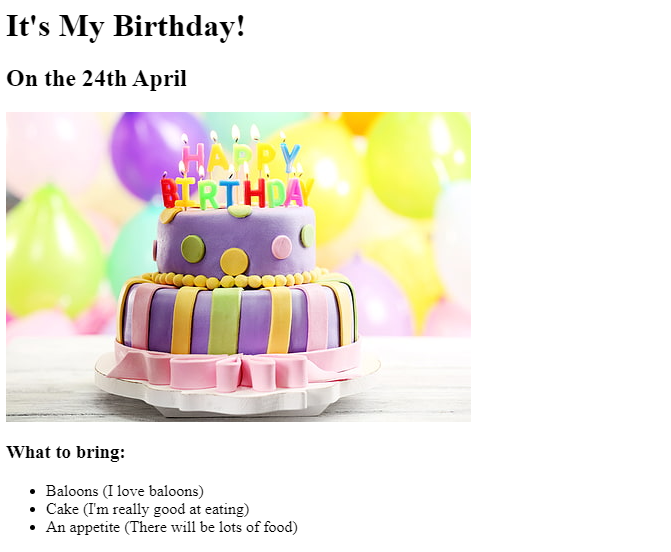 It's My Birthday!
On the 24th April
HAPPY
BIRTHDAY
What to bring:
Baloons (I love baloons)
Cake (I'm really good at eating)
An appetite (There will be lots of food)